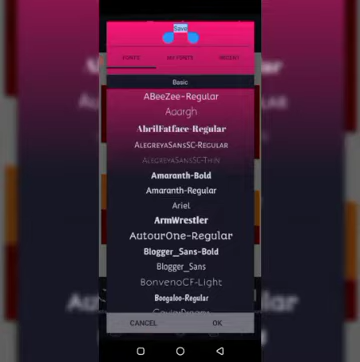 Save
FONTS MY FONTS RECENT
Basic
ABeeZee-Regular
Aaargh
AbrilFatface-Regular
AlegreyaSansSC-Regular
AlegreyaSansSC-Thin
Amaranth-Bold
Amaranth-Regular
Ariel
ArmWrestler
AutourOne-Regular
Blogger_Sans-Bold
Blogger_Sans
BonvenoCF-Light
Boogaloo-Regular
CANCEL OK